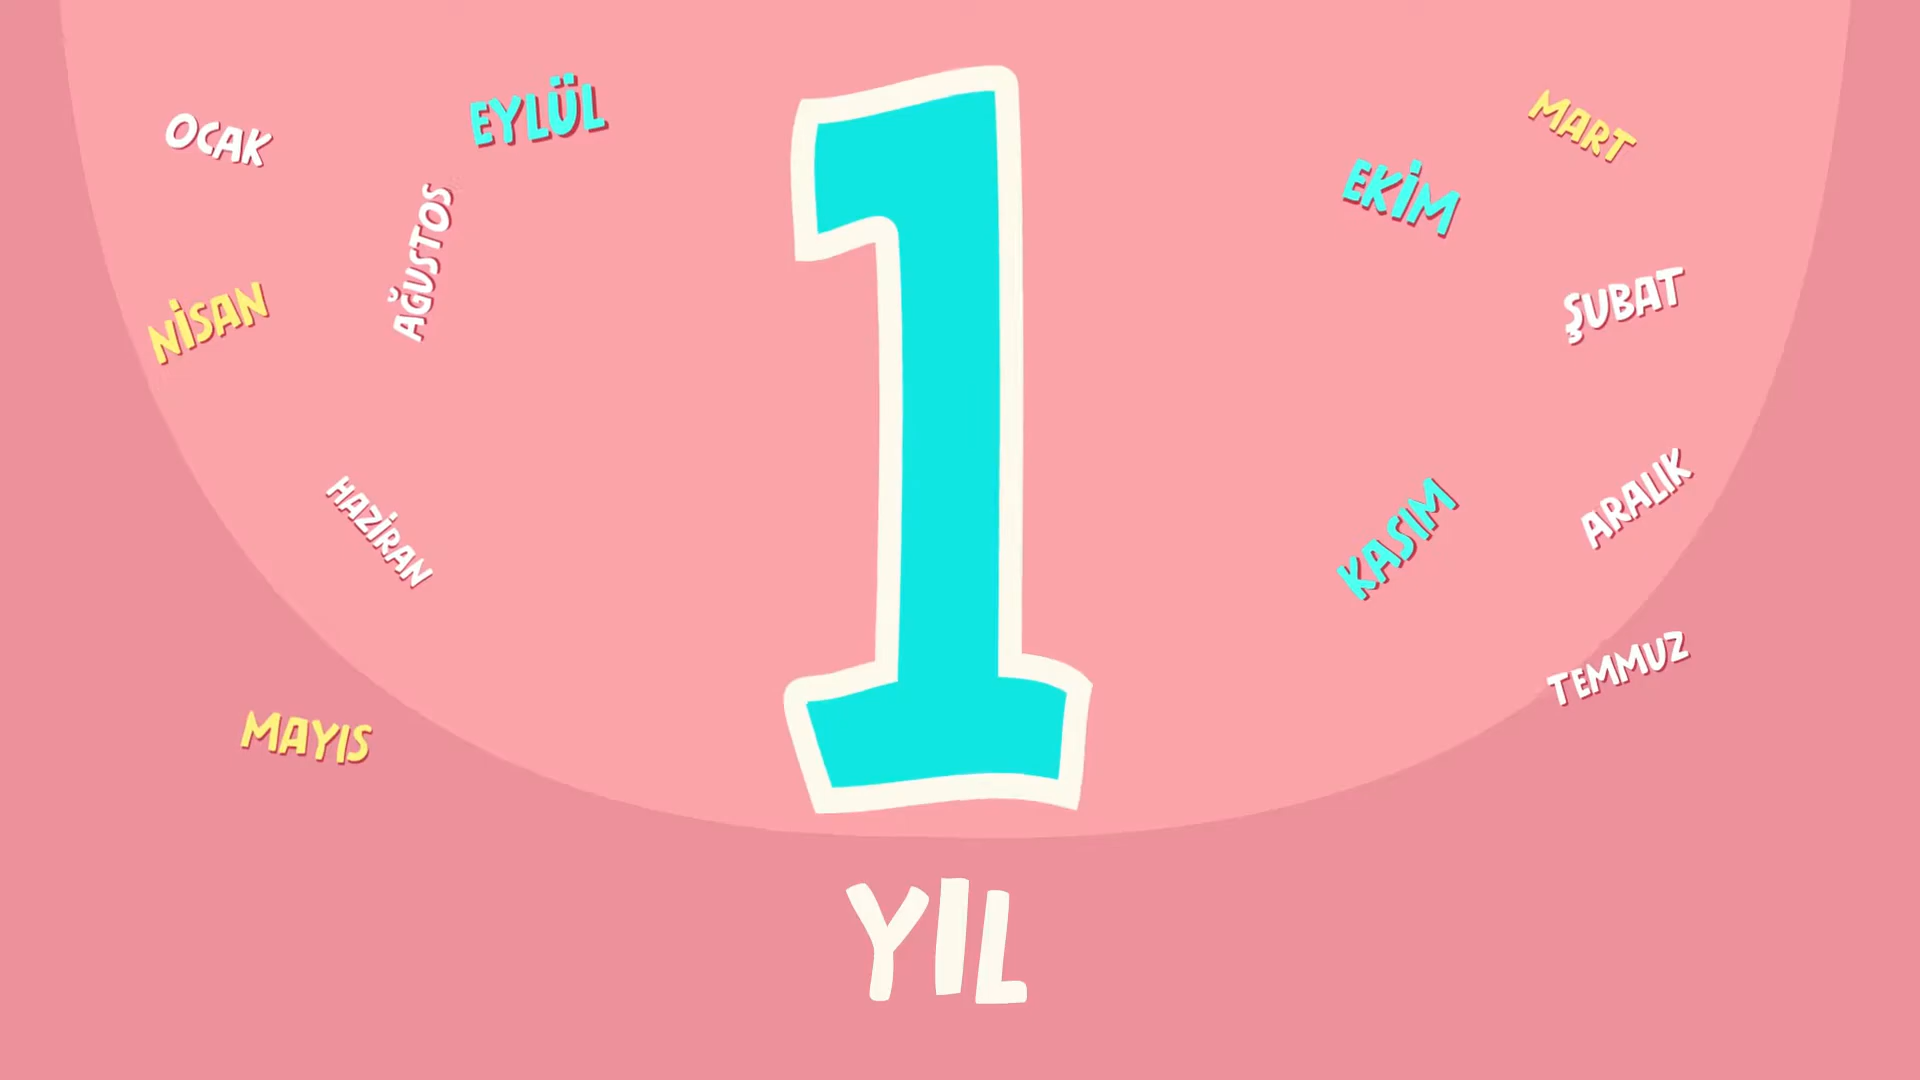 OCAK
EYLÜL
MART
EKİM
AĞUSTOS
ŞUBAT
NİSAN
1
HAZİRAN
KASIM
ARALIK
TEMMUZ
MAYIS
YIL